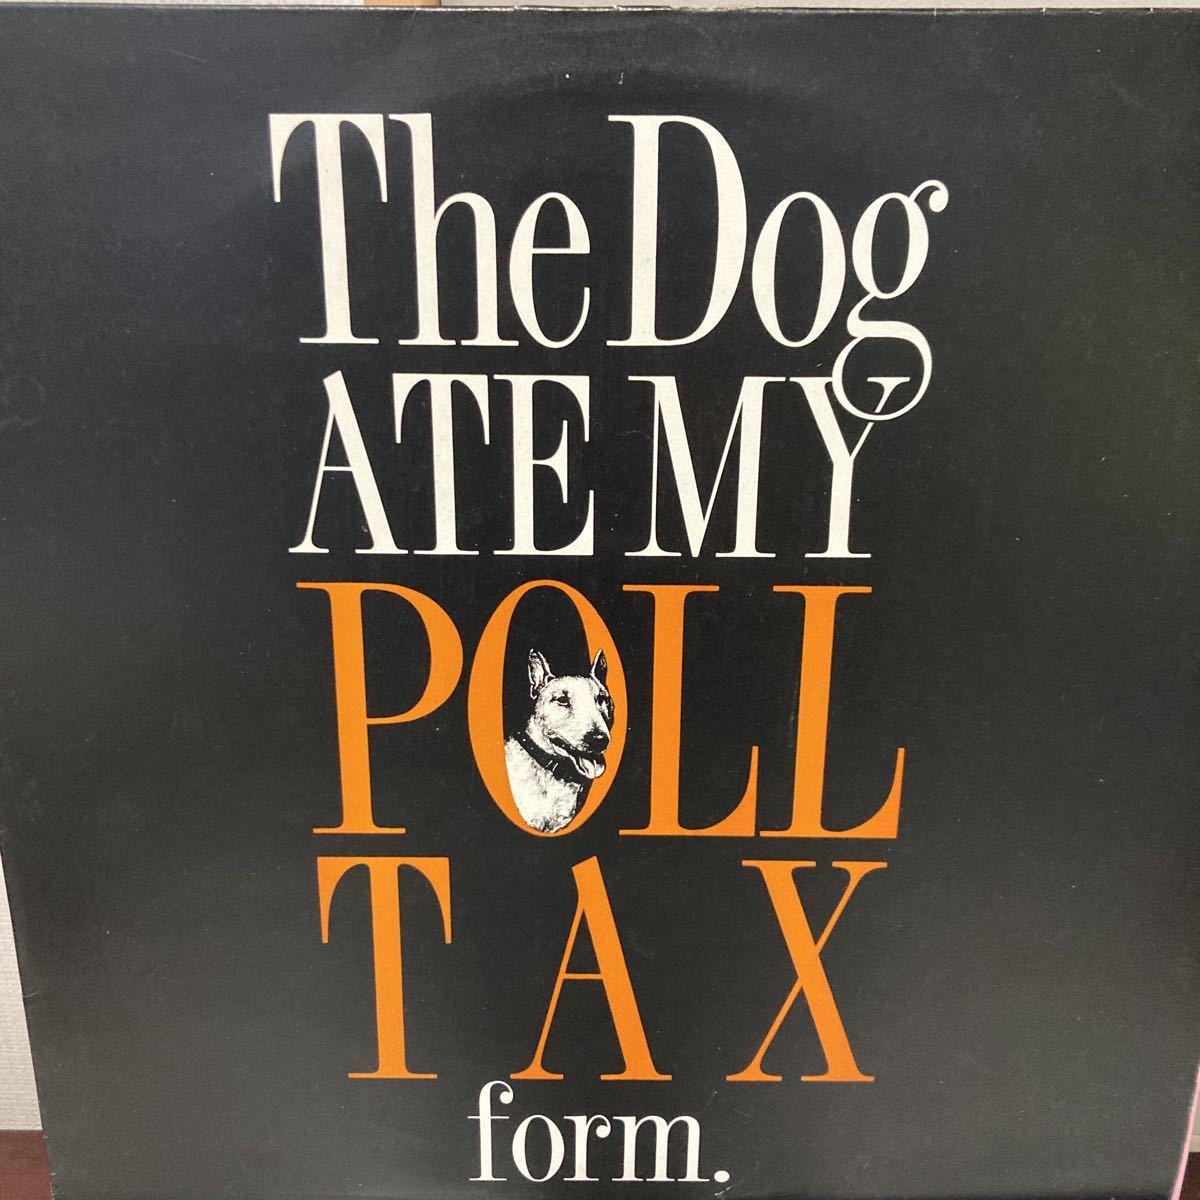 The Dog
ATE MY
POLL
TAX
form.